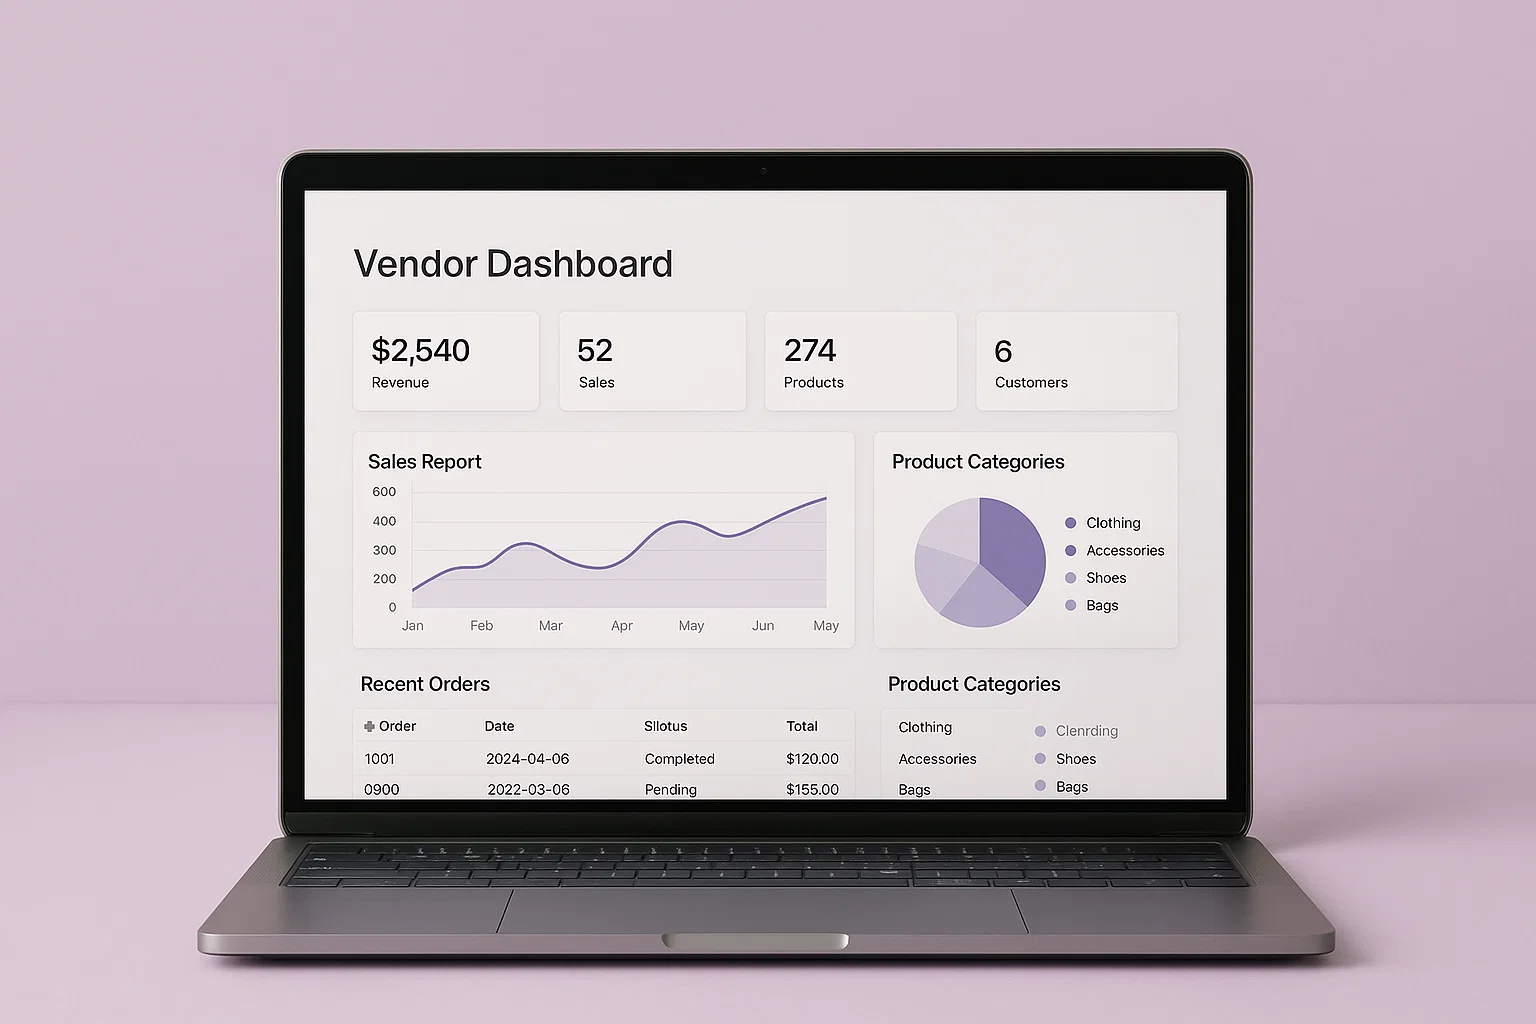 Vendor Dashboard
$2,540
Revenue
52
Sales
274
Products
6
Customers
Sales Report
600
400
300
200
0
Jan Feb Mar Apr May Jun May
Product Categories
Clothing
Accessories
Shoes
Bags
Recent Orders
Order Date Sllotus Total
1001 2024-04-06 Completed $120.00
0900 2022-03-06 Pending $155.00
Product Categories
Clothing Clenrding
Accessories Shoes
Bags Bags